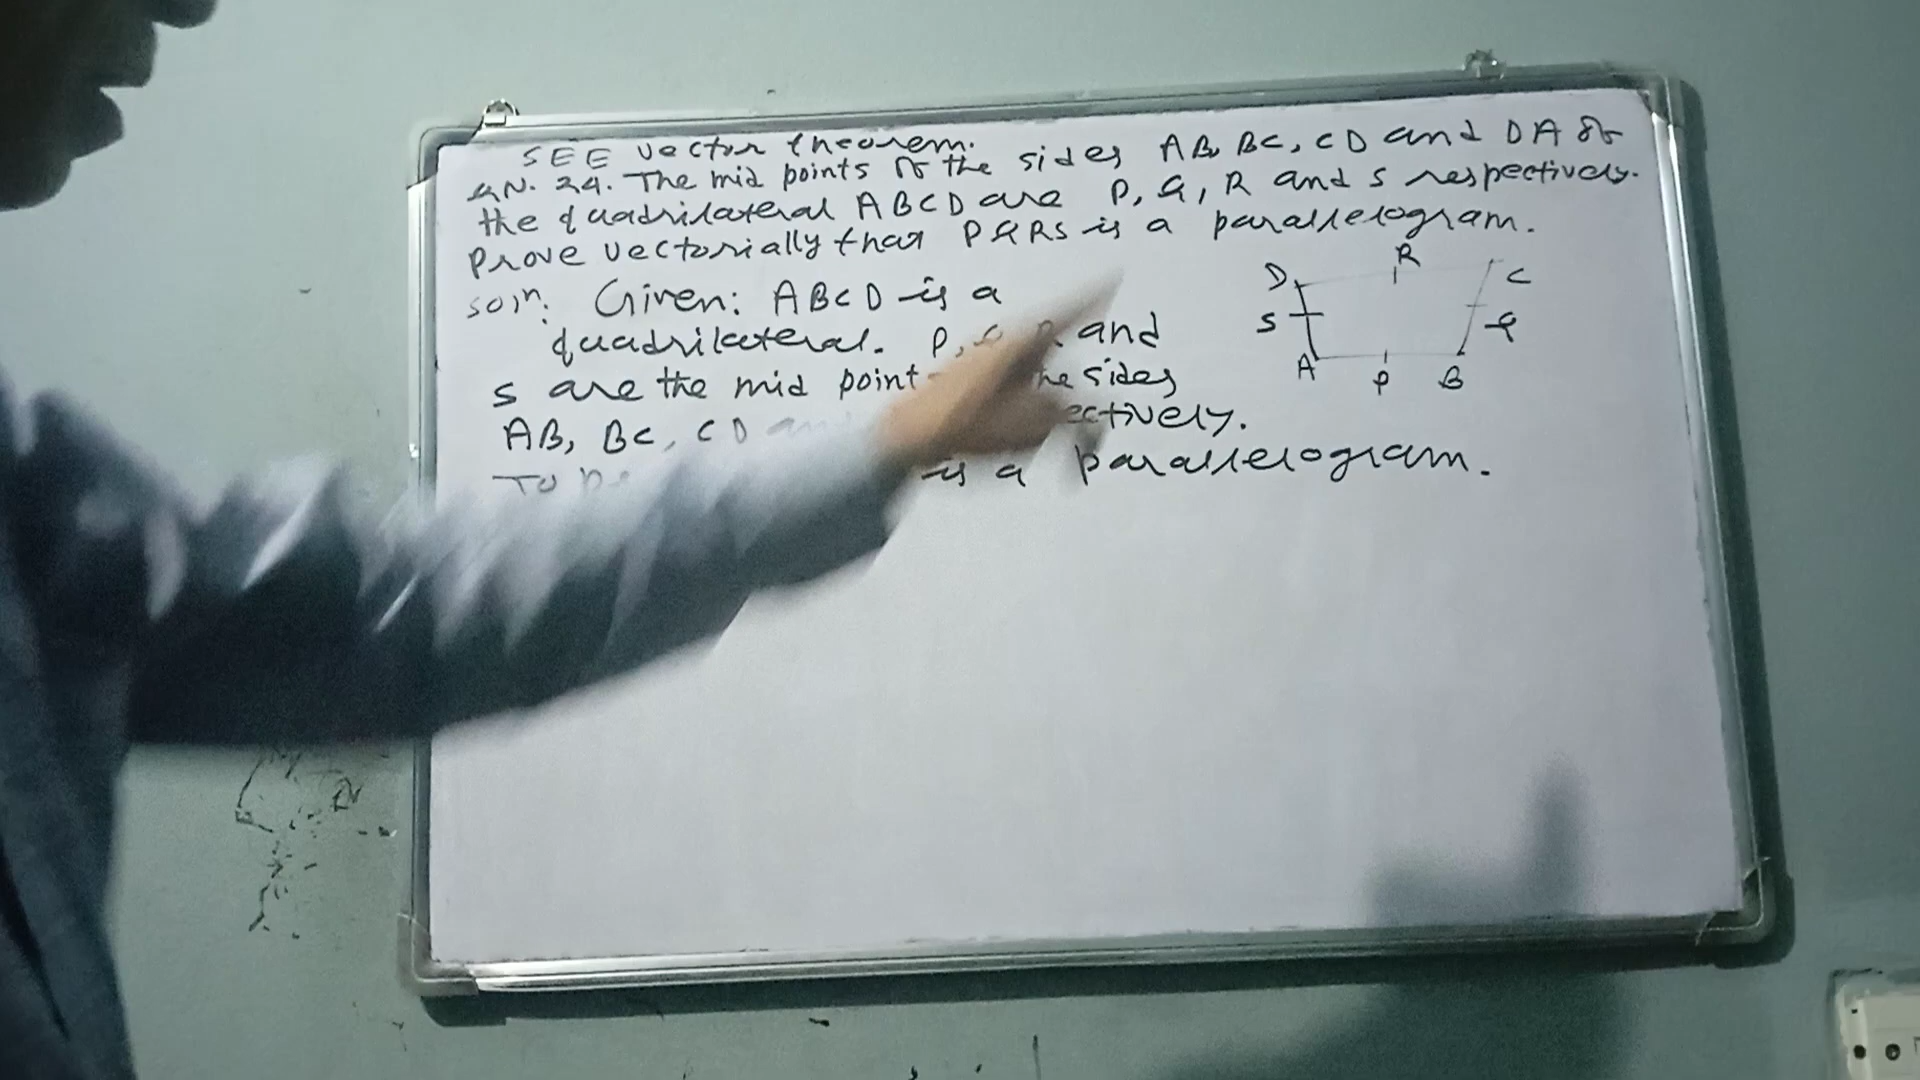 SEE vector theorem.
QN. 24. The mid points of the sides AB, BC, CD and DA of
the quadrilateral ABCD are P, Q, R and S respectively.
Prove vectorially that PQRS is a parallelogram.
Soln: Given: ABCD is a
quadrilateral. P, and
S are the mid point sides
AB, BC, CD
To is a parallelogram.
D R C
S Q
A P B